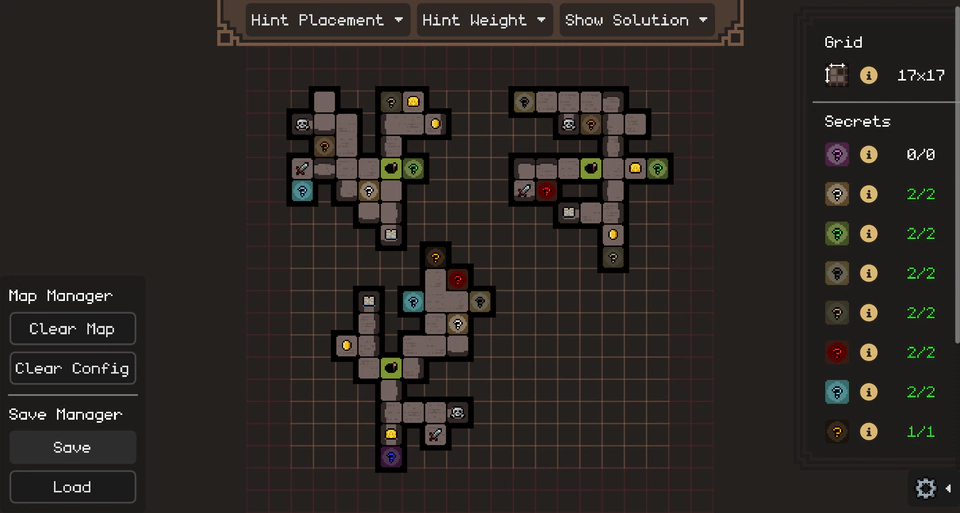 Hint Placement
Hint Weight
Show Solution
Grid
17x17
Secrets
0/0
2/2
2/2
2/2
2/2
2/2
2/2
1/1
Map Manager
Clear Map
Clear Config
Save Manager
Save
Load